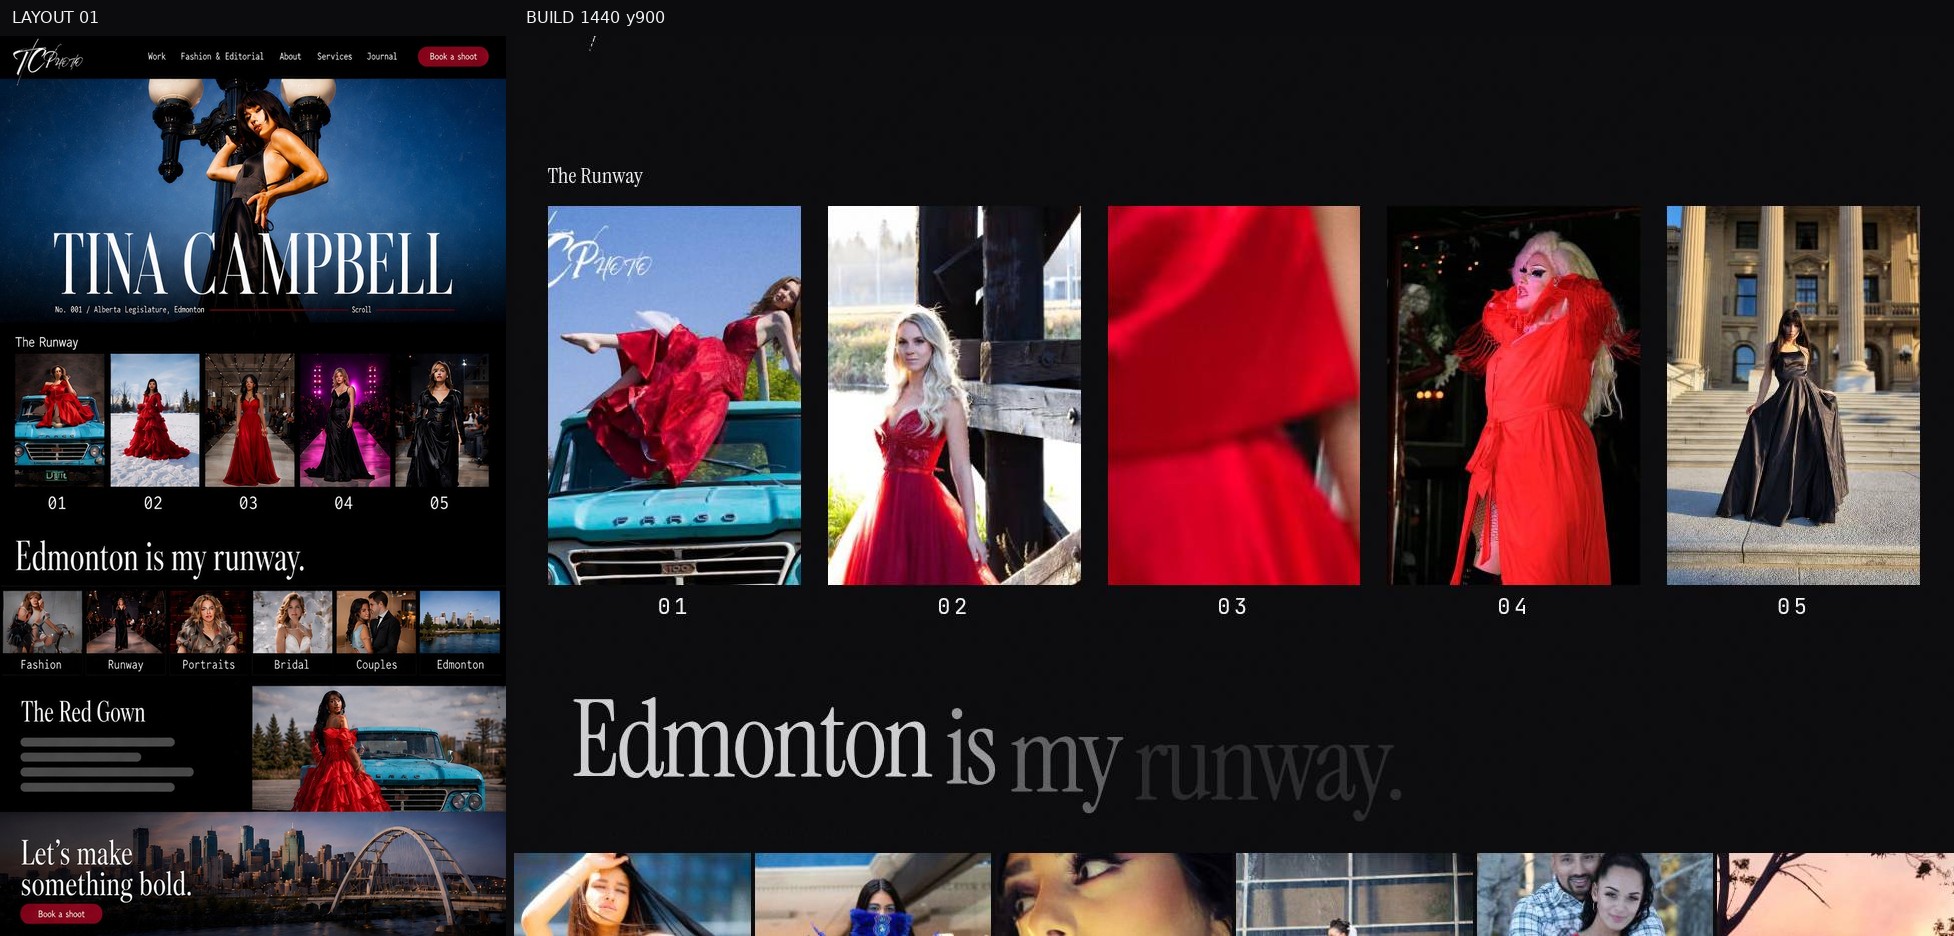 LAYOUT 01
TCPHOTO
Work Fashion & Editorial About Services Journal Book a shoot
TINA CAMPBELL
No. 001 / Alberta Legislature, Edmonton Scroll
The Runway
01 02 03 04 05
Edmonton is my runway.
Fashion Runway Portraits Bridal Couples Edmonton
The Red Gown
FARGO
Let's make
something bold.
Book a shoot
BUILD 1440 y900
The Runway
CPHOTO
FARGO
01 02 03 04 05
Edmonton is my runway.